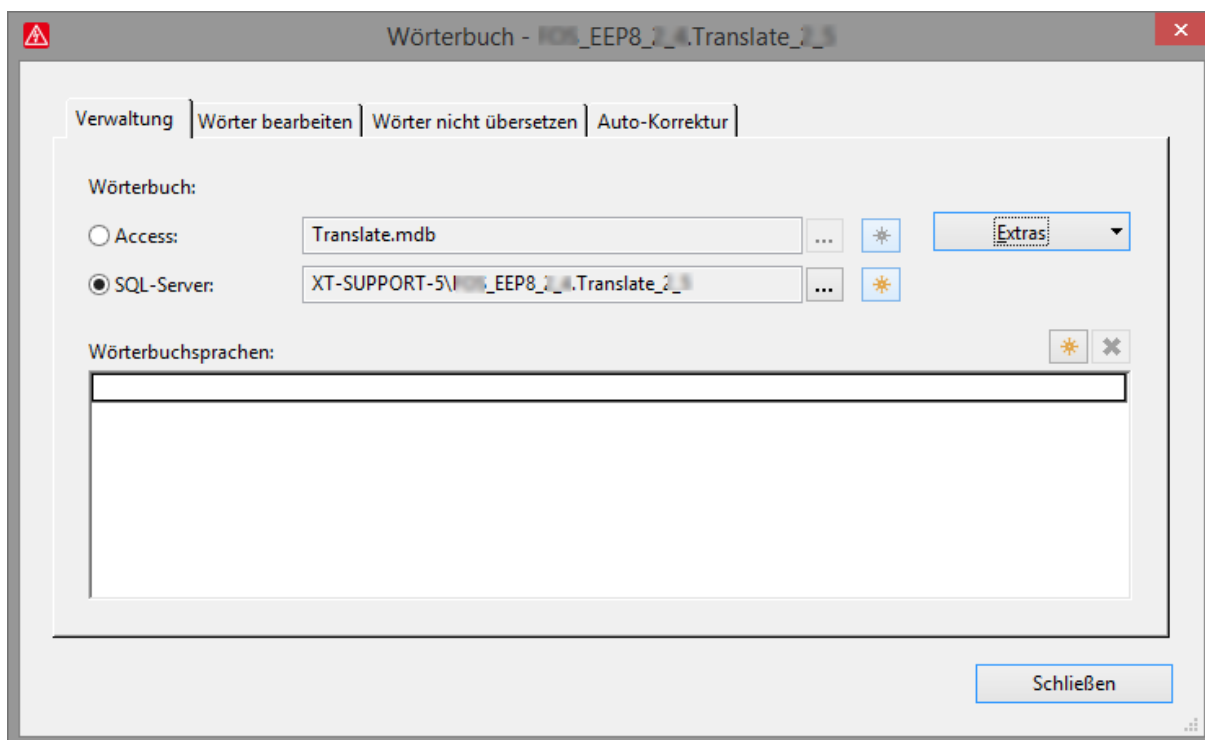 Wörterbuch - _EEP8_ .Translate_
Verwaltung Wörter bearbeiten Wörter nicht übersetzen Auto-Korrektur
Wörterbuch:
Access: Translate.mdb ... Extras
SQL-Server: XT-SUPPORT-5\ _EEP8_ .Translate_ ...
Wörterbuchsprachen:
Schließen